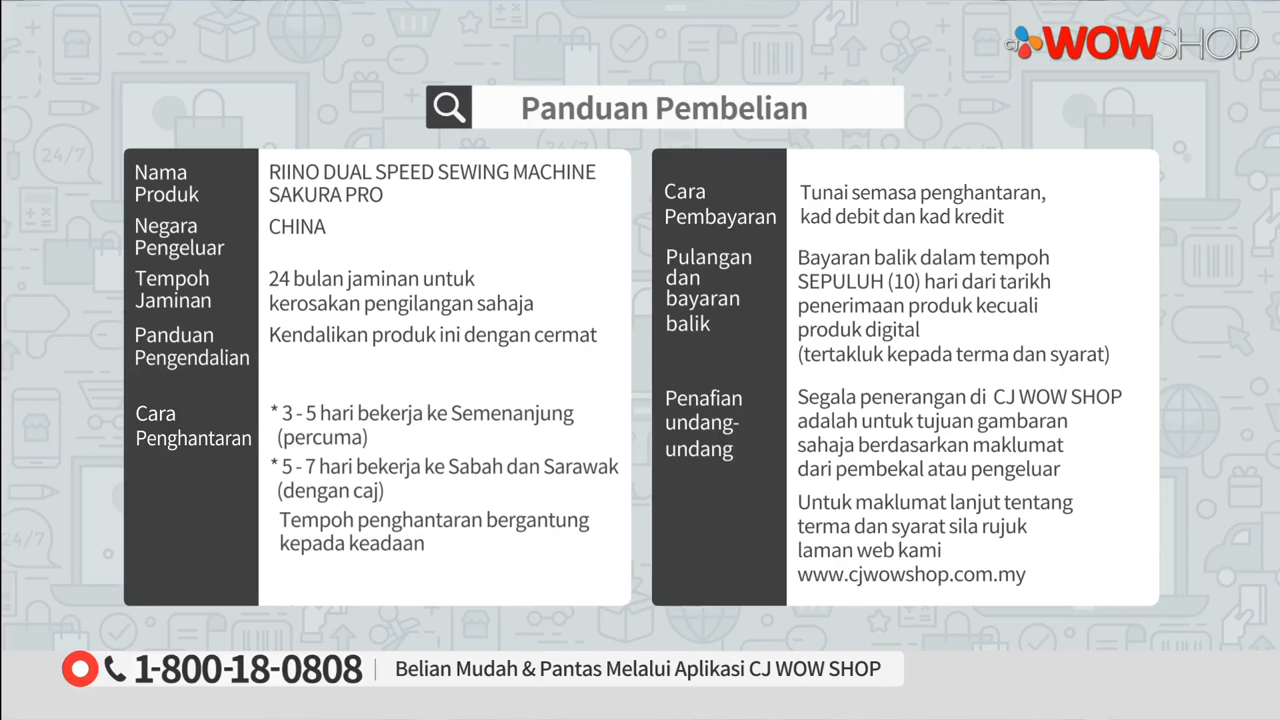 CJ WOWSHOP
Panduan Pembelian
Nama
Produk
RIINO DUAL SPEED SEWING MACHINE
SAKURA PRO
Negara
Pengeluar
CHINA
Tempoh
Jaminan
24 bulan jaminan untuk
kerosakan pengilangan sahaja
Panduan
Pengendalian
Kendalikan produk ini dengan cermat
Cara
Penghantaran
* 3 - 5 hari bekerja ke Semenanjung
(percuma)
* 5 - 7 hari bekerja ke Sabah dan Sarawak
(dengan caj)
Tempoh penghantaran bergantung
kepada keadaan
Cara
Pembayaran
Tunai semasa penghantaran,
kad debit dan kad kredit
Pulangan
dan
bayaran
balik
Bayaran balik dalam tempoh
SEPULUH (10) hari dari tarikh
penerimaan produk kecuali
produk digital
(tertakluk kepada terma dan syarat)
Penafian
undang-
undang
Segala penerangan di CJ WOW SHOP
adalah untuk tujuan gambaran
sahaja berdasarkan maklumat
dari pembekal atau pengeluar
Untuk maklumat lanjut tentang
terma dan syarat sila rujuk
laman web kami
www.cjwowshop.com.my
24/7
24/7
1-800-18-0808
Belian Mudah & Pantas Melalui Aplikasi CJ WOW SHOP